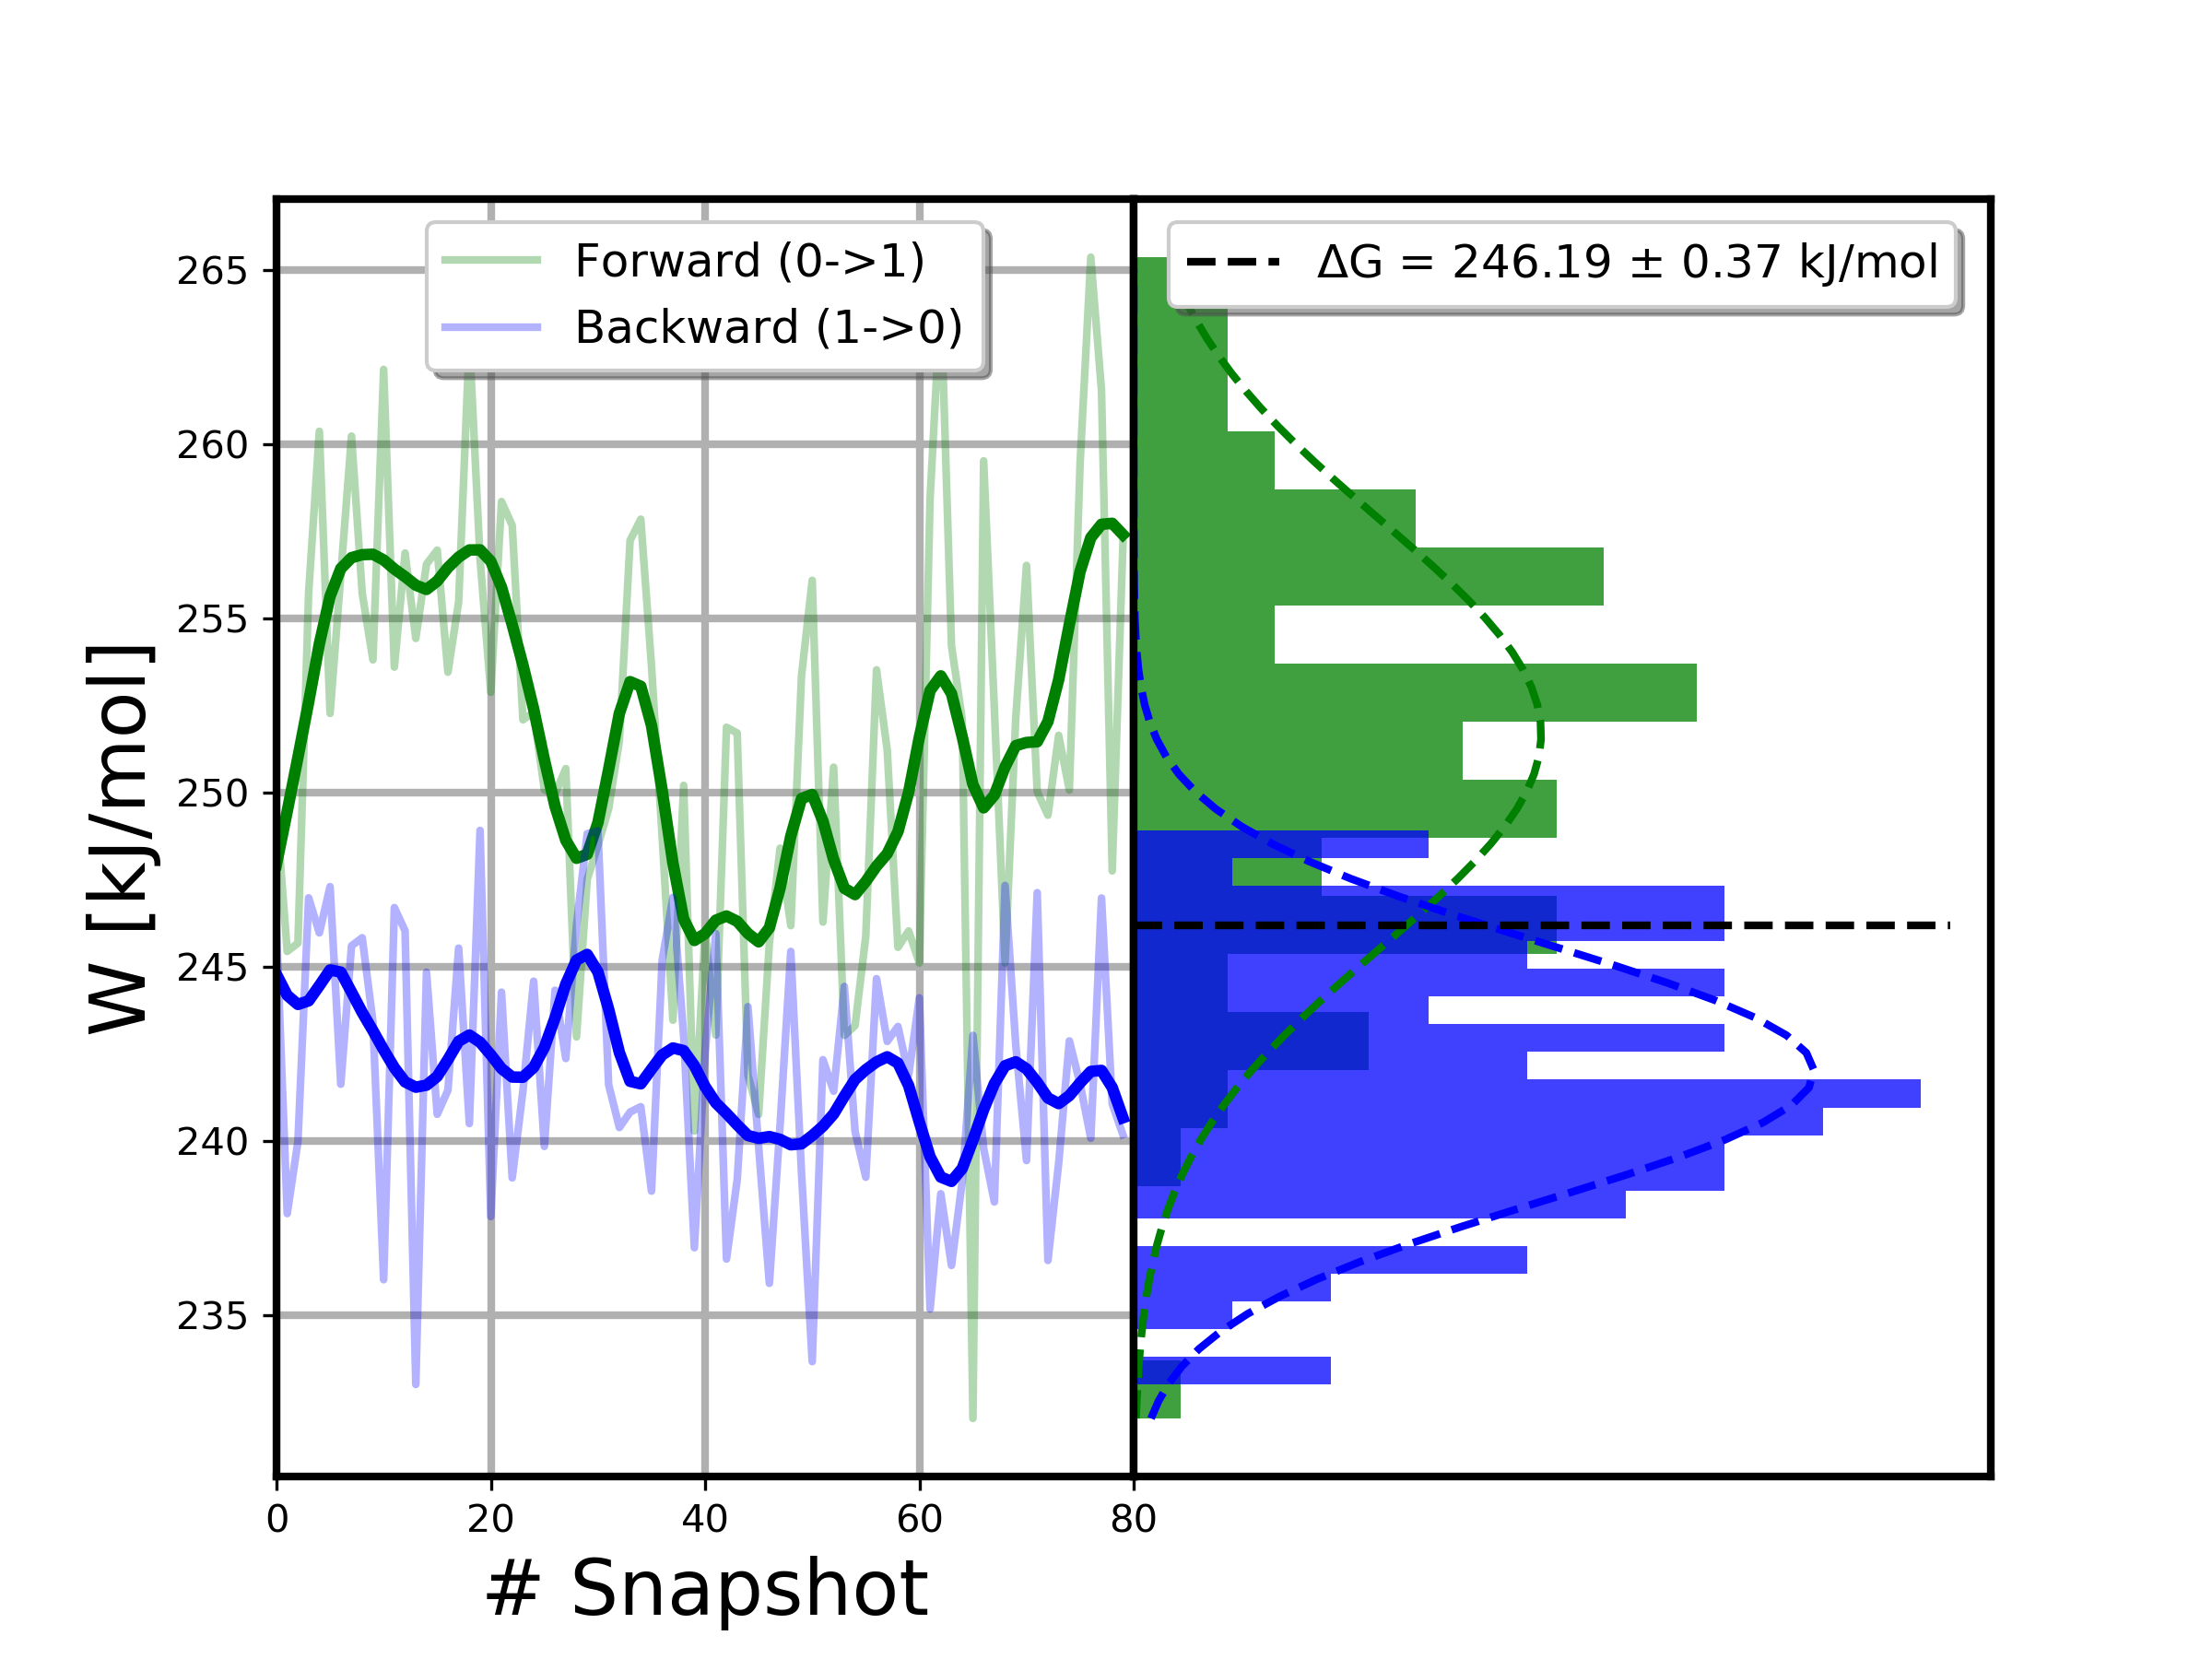 Forward (0->1)
Backward (1->0)
ΔG = 246.19 ± 0.37 kJ/mol
W [kJ/mol]
265
260
255
250
245
240
235
0 20 40 60 80
# Snapshot